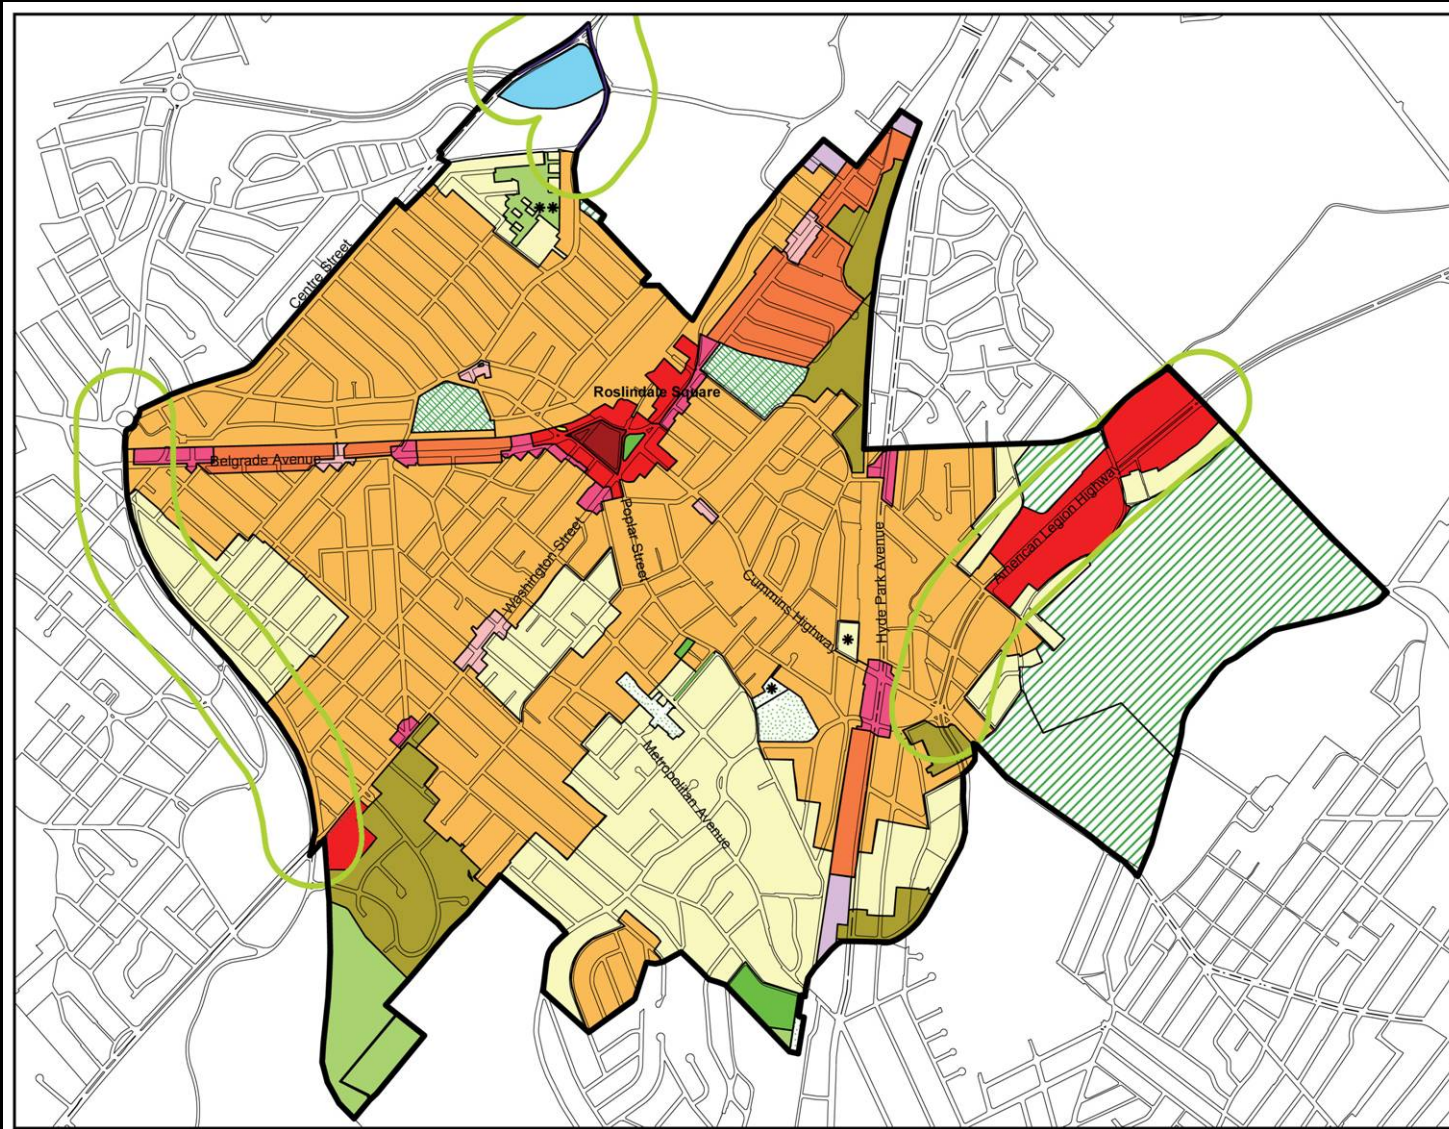 Centre Street
Roslindale Square
Belgrade Avenue
American Legion Highway
Poplar Street
Washington Street
Hyde Park Avenue
Cummins Highway
Metropolitan Avenue